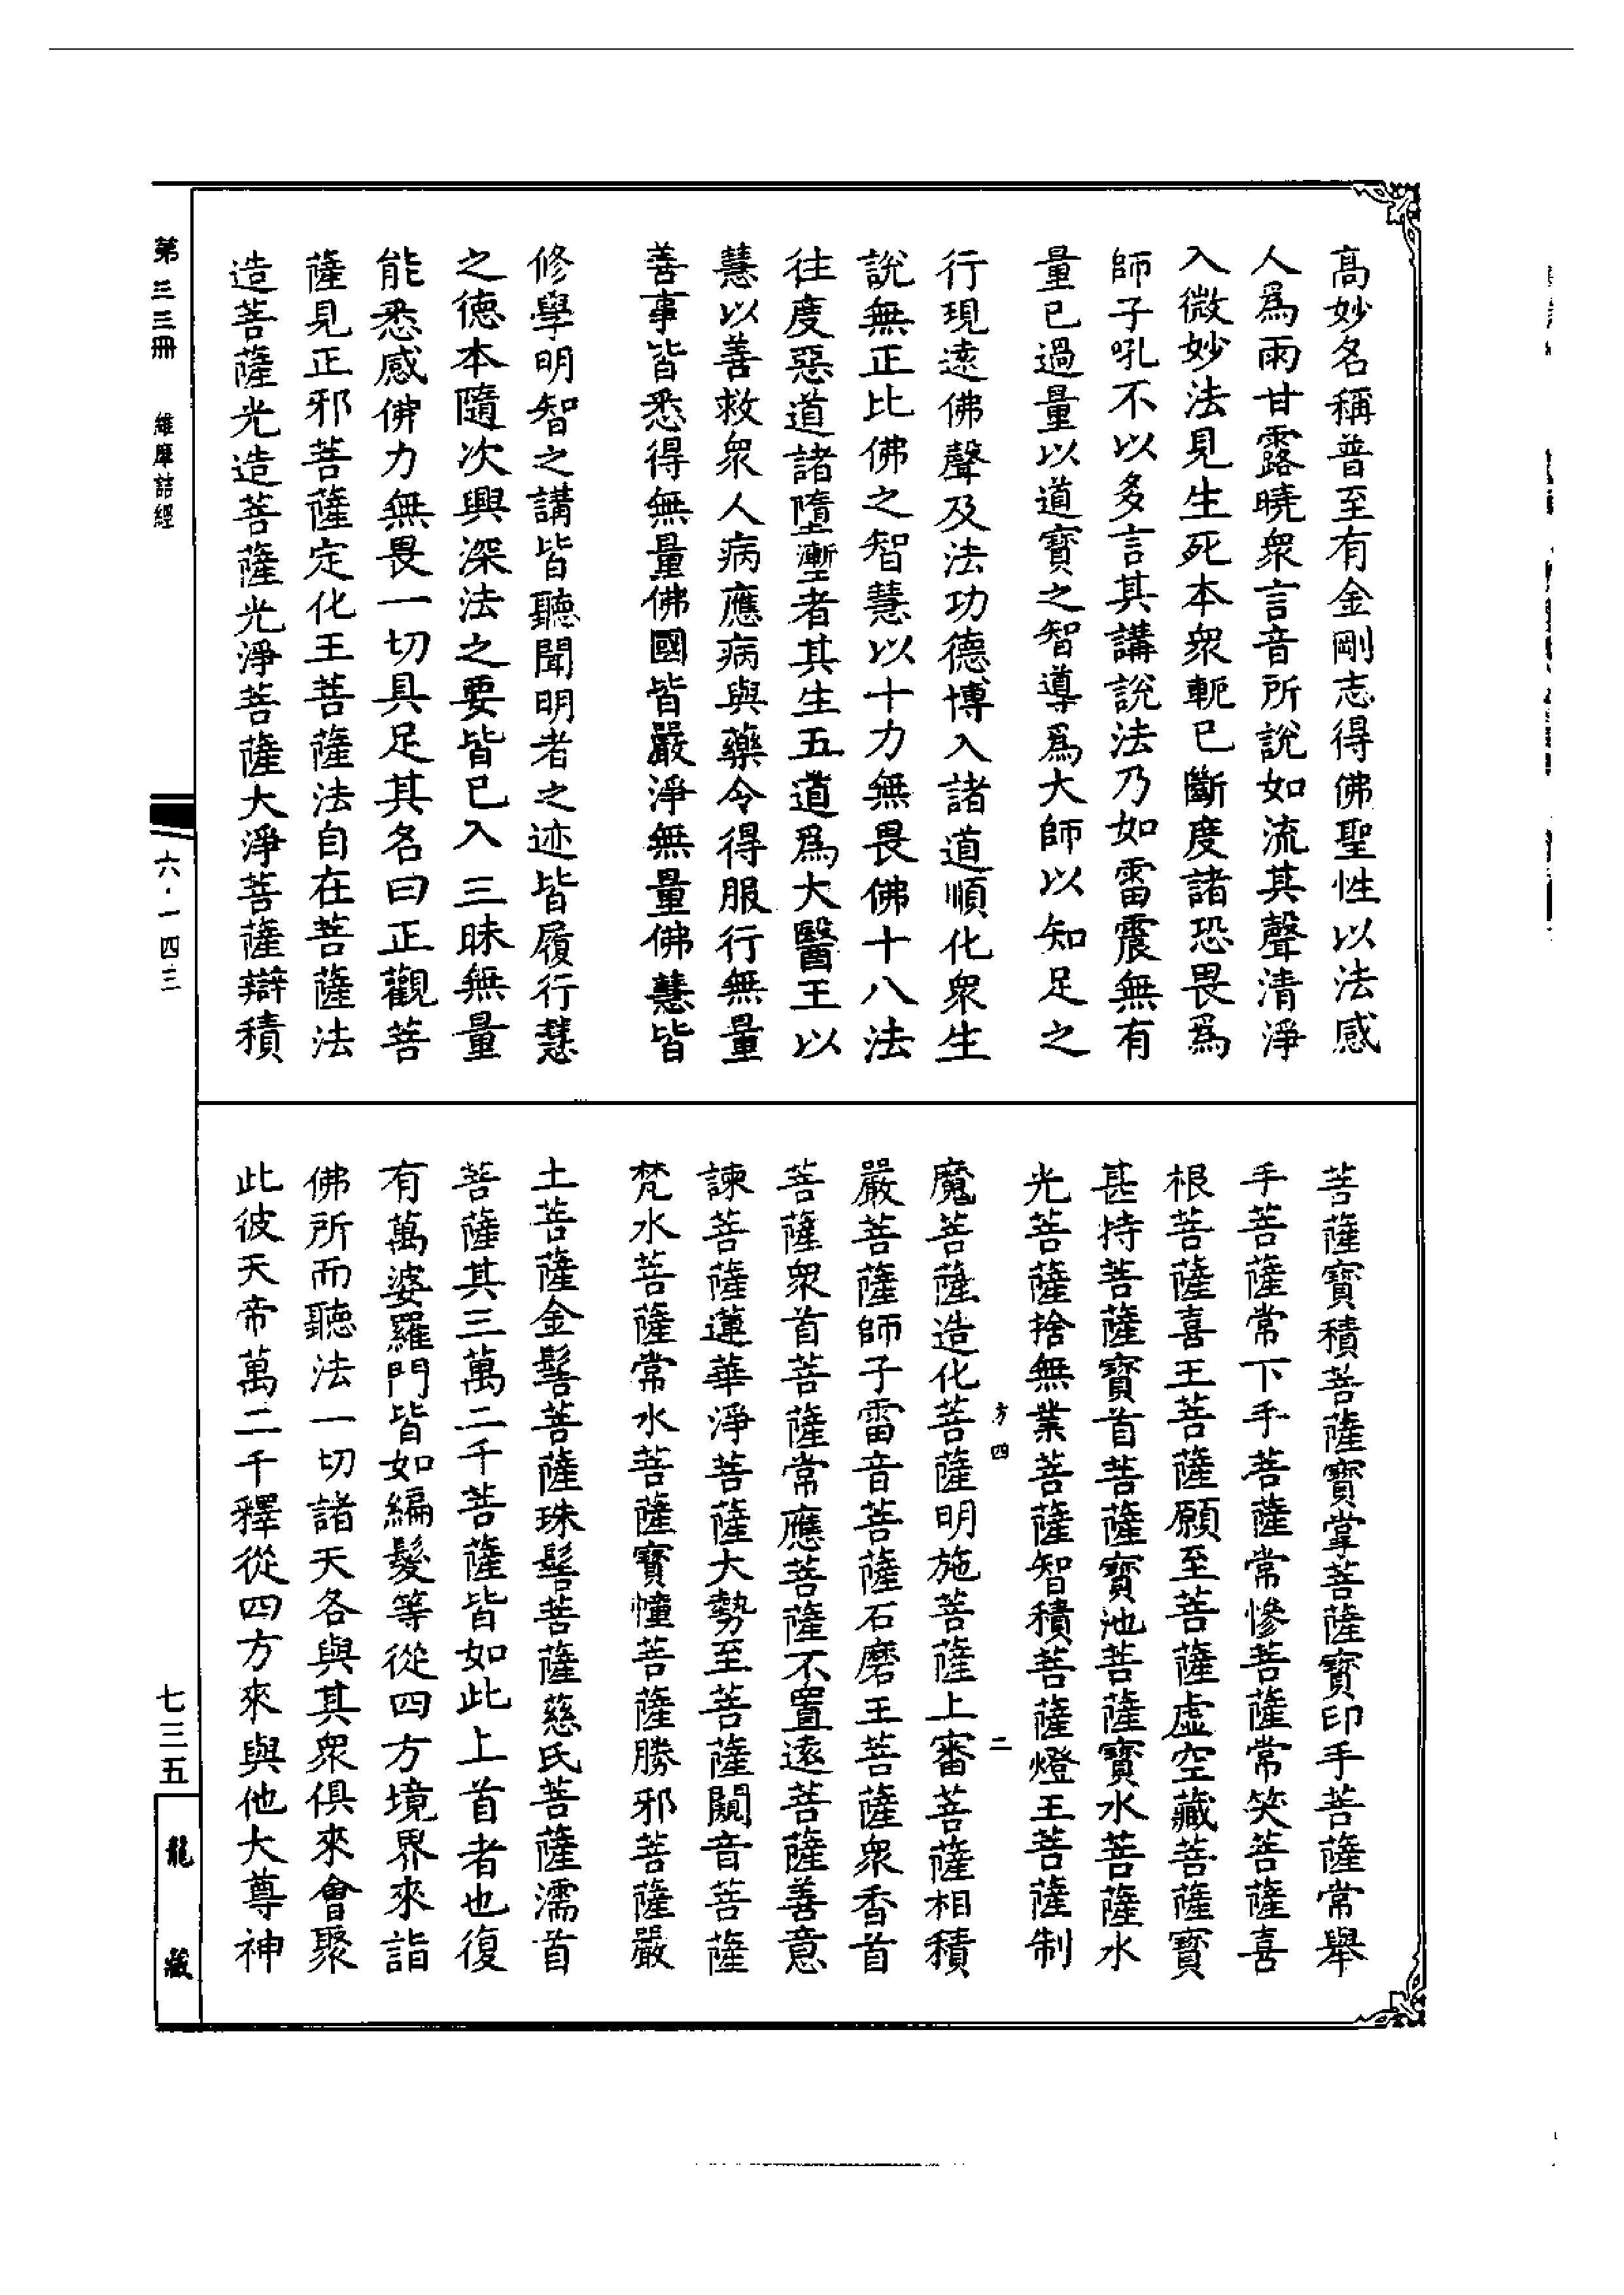 高妙名稱普至有金剛志得佛聖性以法感
人爲雨甘露曉衆言音所說如流其聲清淨
入微妙法見生死本衆軛已斷度諸恐畏爲
師子吼不以多言其講說法乃如雷震無有
量已過量以道寶之智導爲大師以知足之
行現遠佛聲及法功德博入諸道順化衆生
說無正比佛之智慧以十力無畏佛十八法
往度惡道諸墮壍者其生五道爲大醫王以
慧以善救衆人病應病與藥令得服行無量
善事皆悉得無量佛國皆嚴淨無量佛慧皆
修學明智之講皆聽聞明者之迹皆履行慧
之德本隨次興深法之要皆已入三昧無量
能悉感佛力無畏一切具足其名曰正觀菩
薩見正邪菩薩定化王菩薩法自在菩薩法
造菩薩光造菩薩光淨菩薩大淨菩薩辯積
菩薩寶積菩薩寶掌菩薩寶印手菩薩常舉
手菩薩常下手菩薩常慘菩薩常笑菩薩喜
根菩薩喜王菩薩願至菩薩虛空藏菩薩寶
甚持菩薩寶首菩薩寶池菩薩寶水菩薩水
光菩薩捨無業菩薩智積菩薩燈王菩薩制
方四 二
魔菩薩造化菩薩明施菩薩上審菩薩相積
嚴菩薩師子雷音菩薩石磨王菩薩衆香首
菩薩衆首菩薩常應菩薩不置遠菩薩善意
諫菩薩蓮華淨菩薩大勢至菩薩闚音菩薩
梵水菩薩常水菩薩寶幢菩薩勝邪菩薩嚴
土菩薩金髻菩薩珠髻菩薩慈氏菩薩濡首
菩薩其三萬二千菩薩皆如此上首者也復
有萬婆羅門皆如編髮等從四方境界來詣
佛所而聽法一切諸天各與其衆俱來會聚
此彼天帝萬二千釋從四方來與他大尊神
第三三冊 維摩詰經
六·一四三
七三五
龍藏